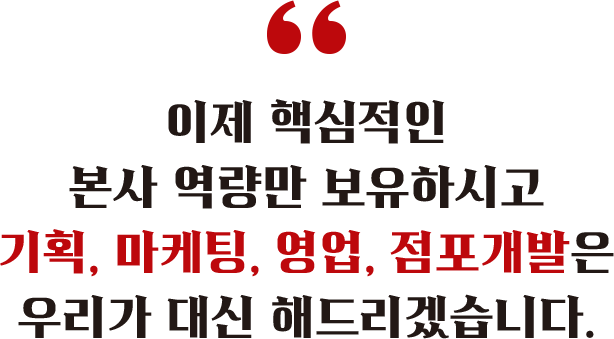 “
이제 핵심적인
본사 역량만 보유하시고
기획, 마케팅, 영업, 점포개발은
우리가 대신 해드리겠습니다.